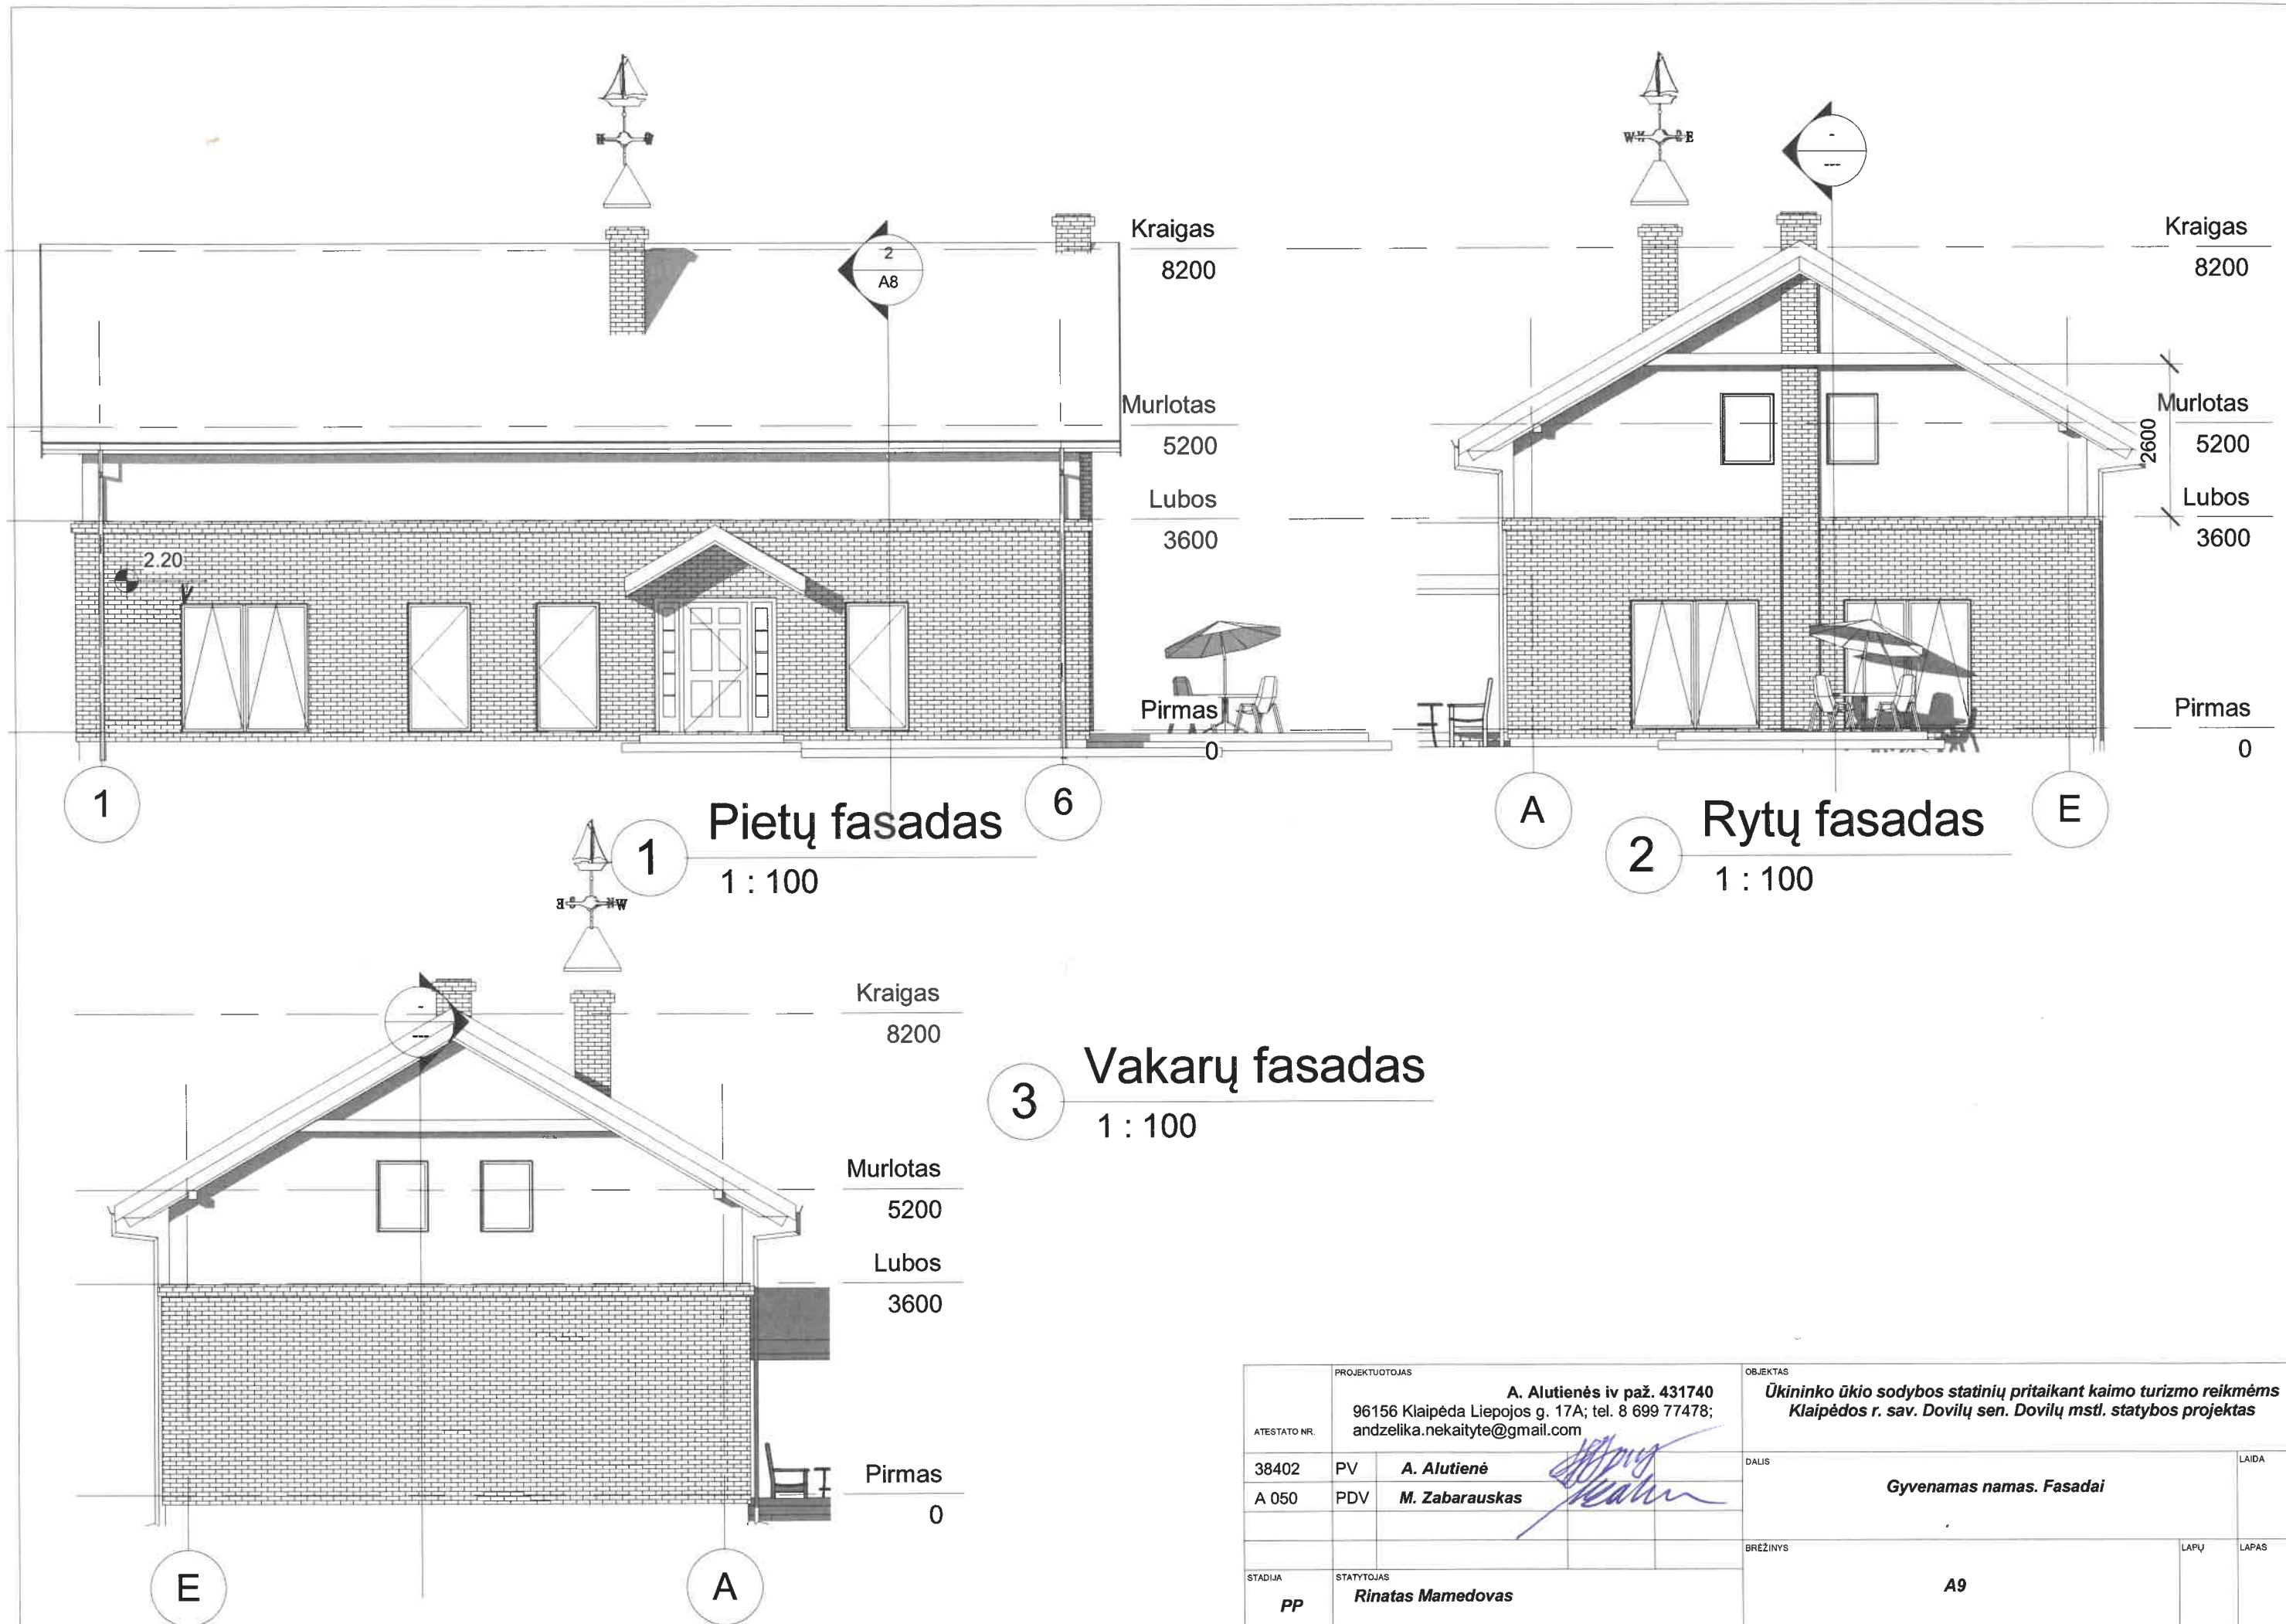 W E
Kraigas
8200
Kraigas
8200
2
A8
-
---
Murlotas
5200
Murlotas
5200
2600
Lubos
3600
Lubos
3600
2.20
Pirmas
0
Pirmas
0
1
6
A
E
1
Pietų fasadas
1 : 100
2
Rytų fasadas
1 : 100
Kraigas
8200
-
---
3
Vakarų fasadas
1 : 100
Murlotas
5200
Lubos
3600
Pirmas
0
E
A
PROJEKTUOTOJAS
A. Alutienės iv paž. 431740
96156 Klaipėda Liepojos g. 17A; tel. 8 699 77478;
andzelika.nekaityte@gmail.com
ATESTATO NR.
OBJEKTAS
Ūkininko ūkio sodybos statinių pritaikant kaimo turizmo reikmėms
Klaipėdos r. sav. Dovilų sen. Dovilų mstl. statybos projektas
38402 PV A. Alutienė
A 050 PDV M. Zabarauskas
DALIS
Gyvenamas namas. Fasadai
LAIDA
BRĖŽINYS
A9
LAPŲ
LAPAS
STADIJA
PP
STATYTOJAS
Rinatas Mamedovas